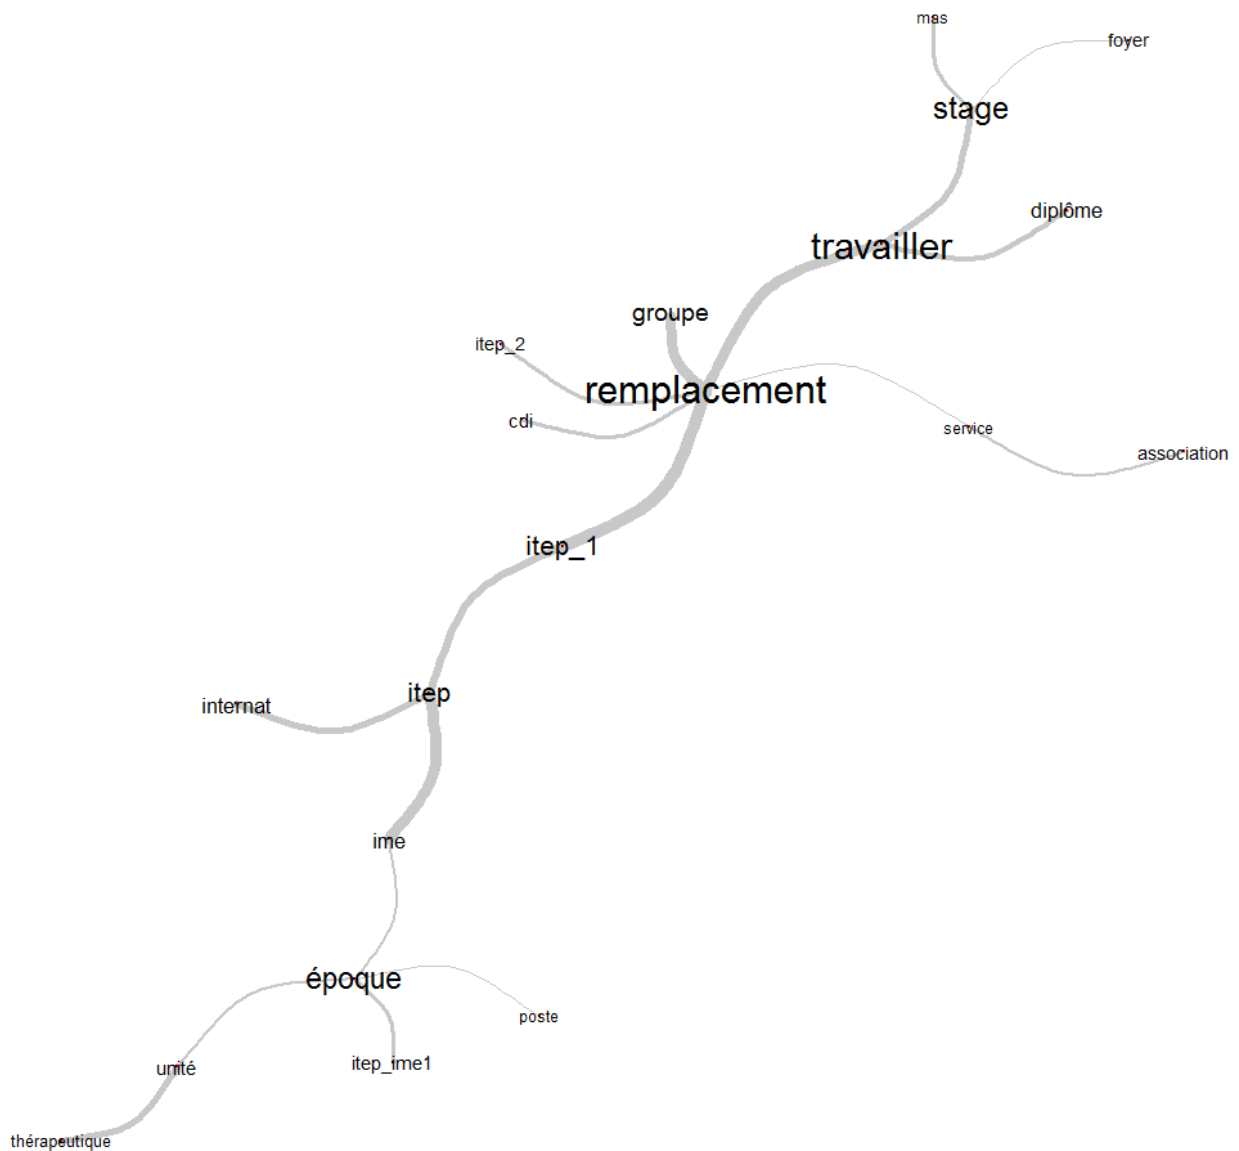 mas
foyer
stage
diplôme
travailler
groupe
itep_2
remplacement
cdi
service
association
itep_1
itep
internat
ime
époque
poste
itep_ime1
unité
thérapeutique